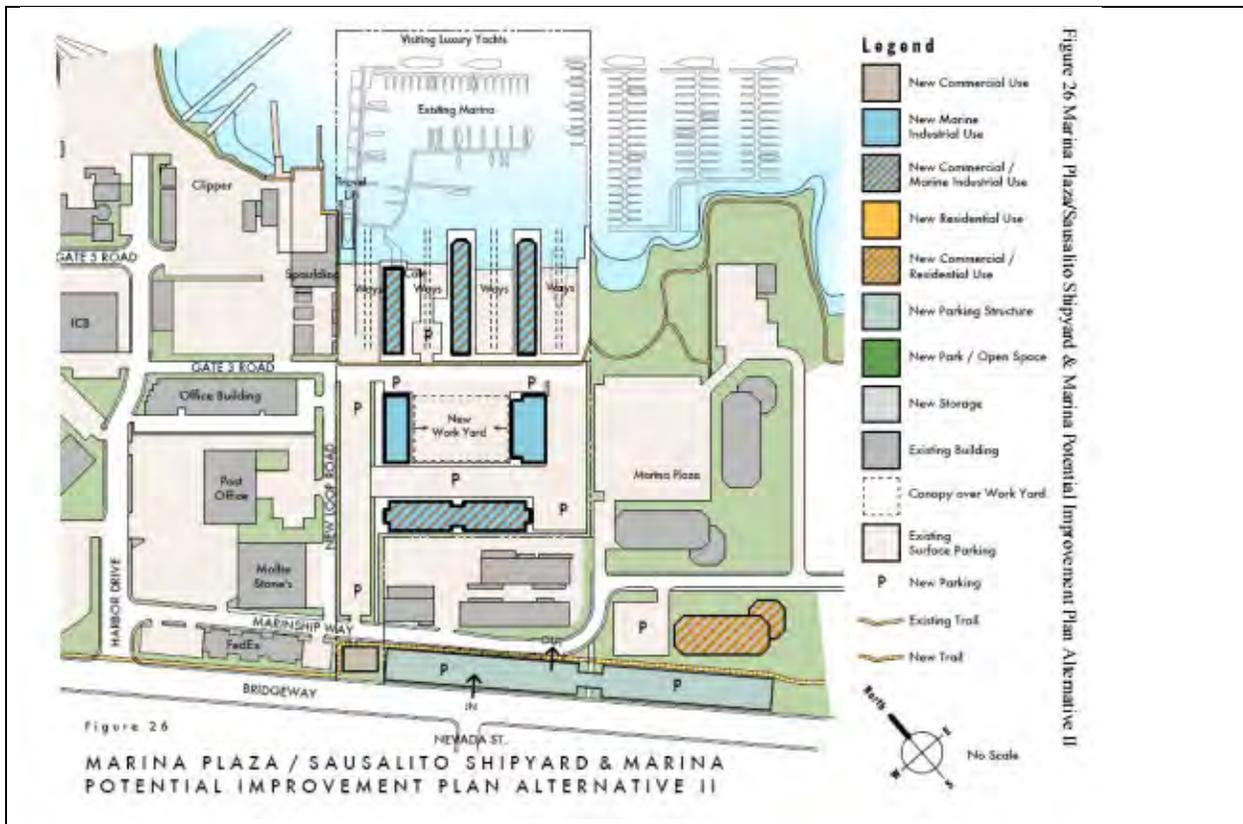 Visiting Luxury Yachts
Existing Marina
Clipper
Travel
Lift
GATE 5 ROAD
Spaulding
Cafe
Ways
Ways
Ways
Ways
ICB
P
GATE 3 ROAD
P
P
Office Building
P
New
Work Yard
Marina Plaza
P
Post
Office
P
NEW LOOP ROAD
Mollie
Stone's
HARBOR DRIVE
P
MARINSHIP WAY
P
FedEx
OUT
P
P
BRIDGEWAY
IN
NEVADA ST.
Figure 26
MARINA PLAZA / SAUSALITO SHIPYARD & MARINA
POTENTIAL IMPROVEMENT PLAN ALTERNATIVE II
Legend
New Commercial Use
New Marine
Industrial Use
New Commercial /
Marine Industrial Use
New Residential Use
New Commercial /
Residential Use
New Parking Structure
New Park / Open Space
New Storage
Existing Building
Canopy over Work Yard
Existing
Surface Parking
P New Parking
Existing Trail
New Trail
North
No Scale
Figure 26 Marina Plaza/Sausalito Shipyard & Marina Potential Improvement Plan Alternative II